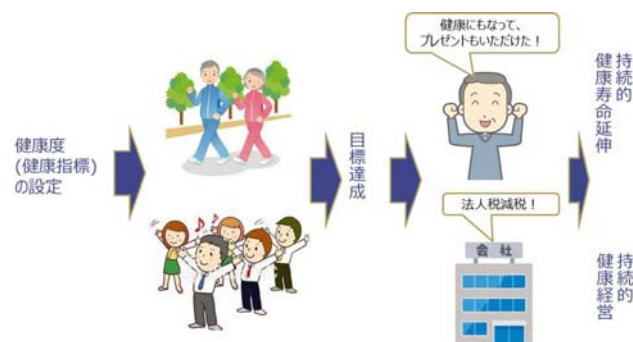 健康度
(健康指標)
の設定
目標達成
健康にもなって、
プレゼントもいただけた！
法人税減税！
会社
持続的
健康寿命延伸
持続的
健康経営